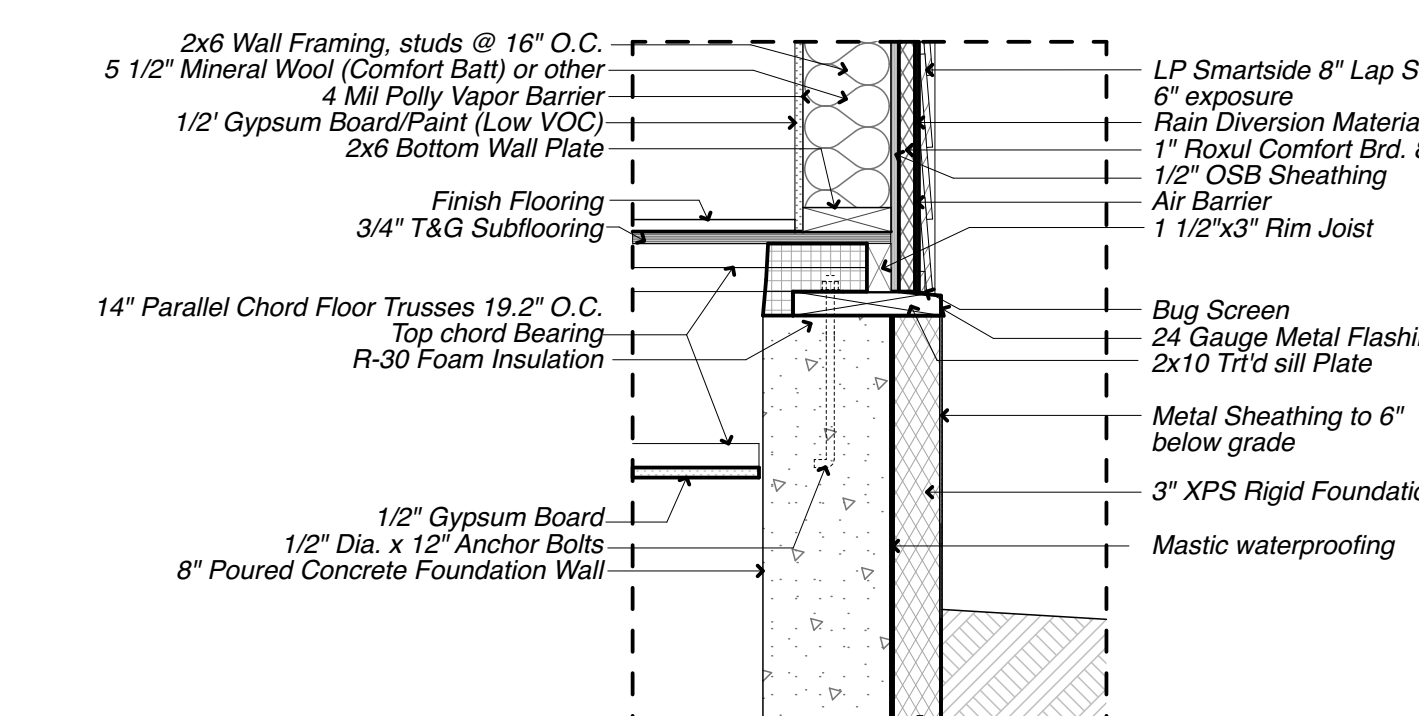 2x6 Wall Framing, studs @ 16" O.C.
5 1/2" Mineral Wool (Comfort Batt) or other
4 Mil Polly Vapor Barrier
1/2' Gypsum Board/Paint (Low VOC)
2x6 Bottom Wall Plate
Finish Flooring
3/4" T&G Subflooring
14" Parallel Chord Floor Trusses 19.2" O.C.
Top chord Bearing
R-30 Foam Insulation
1/2" Gypsum Board
1/2" Dia. x 12" Anchor Bolts
8" Poured Concrete Foundation Wall
LP Smartside 8" Lap
6" exposure
Rain Diversion
1" Roxul Comfort Brd.
1/2" OSB Sheathing
Air Barrier
1 1/2"x3" Rim Joist
Bug Screen
24 Gauge Metal
2x10 Trt'd sill Plate
Metal Sheathing to 6"
below grade
3" XPS Rigid
Mastic waterproofing